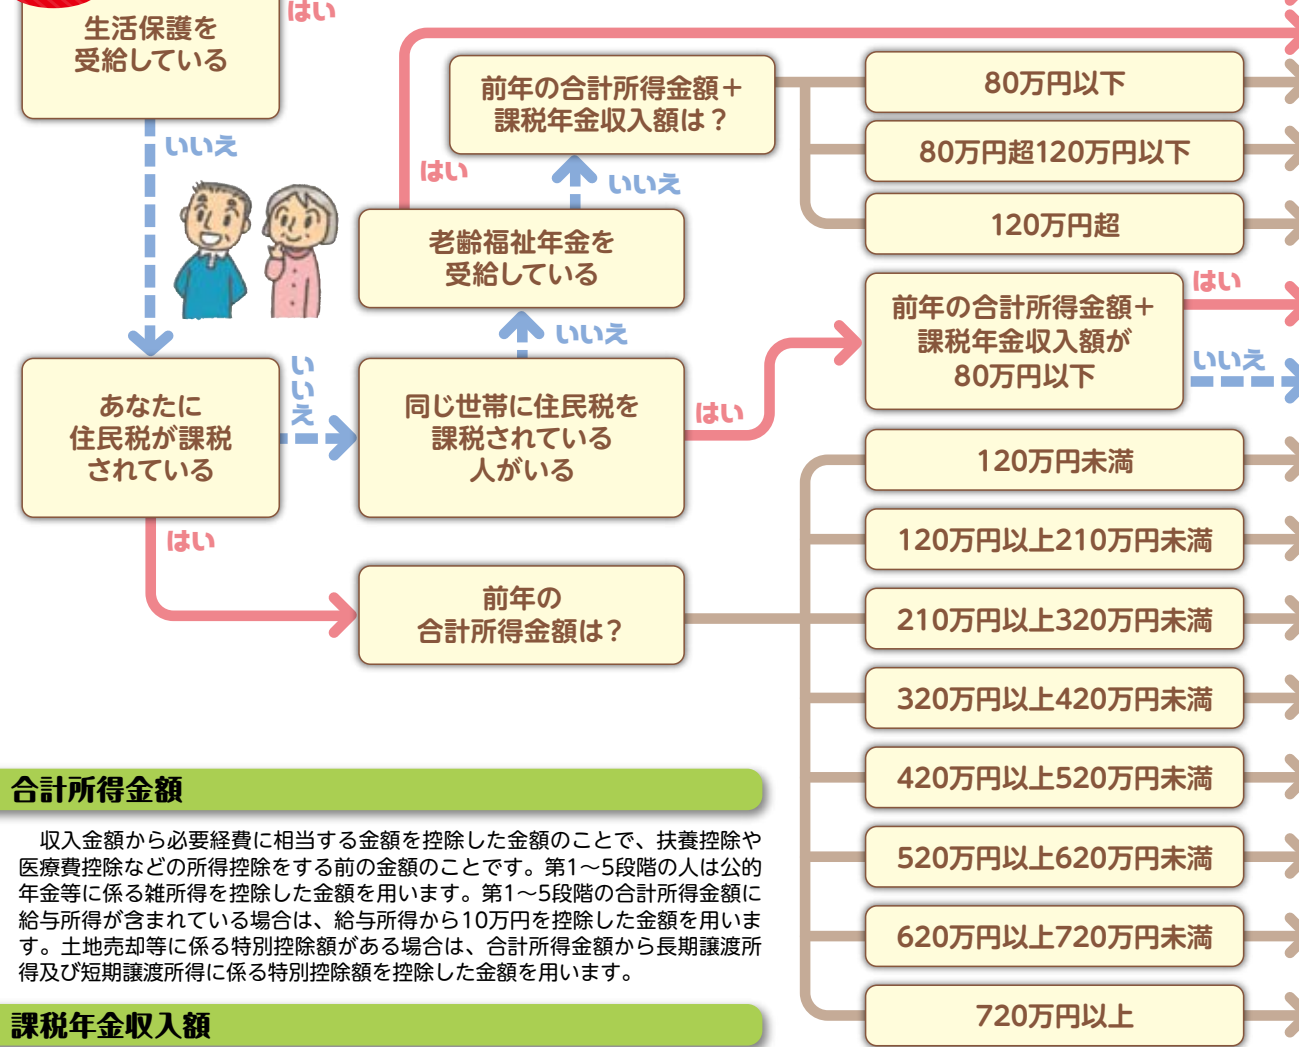 生活保護を
受給している
はい
いいえ
前年の合計所得金額＋
課税年金収入額は？
80万円以下
80万円超120万円以下
120万円超
はい
いいえ
老齢福祉年金を
受給している
いいえ
前年の合計所得金額＋
課税年金収入額が
80万円以下
はい
いいえ
あなたに
住民税が課税
されている
いいえ
同じ世帯に住民税を
課税されている
人がいる
はい
はい
前年の
合計所得金額は？
120万円未満
120万円以上210万円未満
210万円以上320万円未満
320万円以上420万円未満
420万円以上520万円未満
520万円以上620万円未満
620万円以上720万円未満
720万円以上
合計所得金額
収入金額から必要経費に相当する金額を控除した金額のことで、扶養控除や
医療費控除などの所得控除をする前の金額のことです。第1～5段階の人は公的
年金等に係る雑所得を控除した金額を用います。第1～5段階の合計所得金額に
給与所得が含まれている場合は、給与所得から10万円を控除した金額を用いま
す。土地売却等に係る特別控除額がある場合は、合計所得金額から長期譲渡所
得及び短期譲渡所得に係る特別控除額を控除した金額を用います。
課税年金収入額